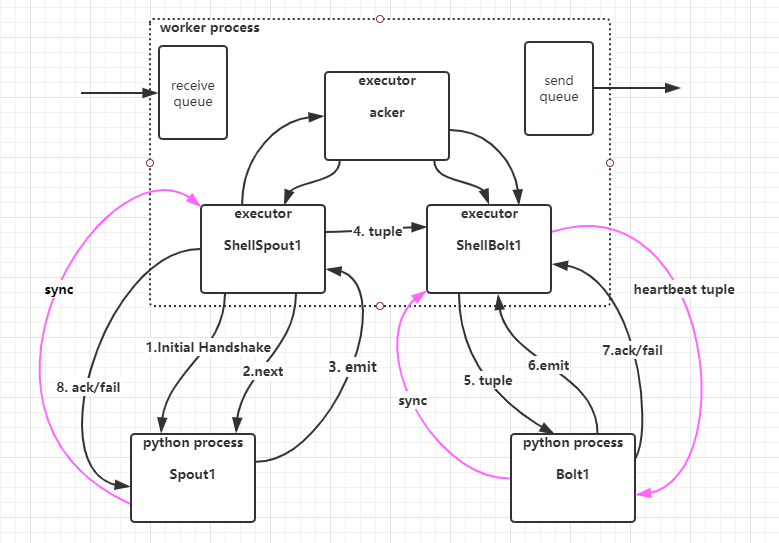 worker process
receive
queue
send
queue
executor
acker
executor
ShellSpout1
4. tuple
executor
ShellBolt1
sync
heartbeat tuple
1.Initial Handshake
2.next
3. emit
8. ack/fail
sync
5. tuple
6.emit
7.ack/fail
python process
Spout1
python process
Bolt1